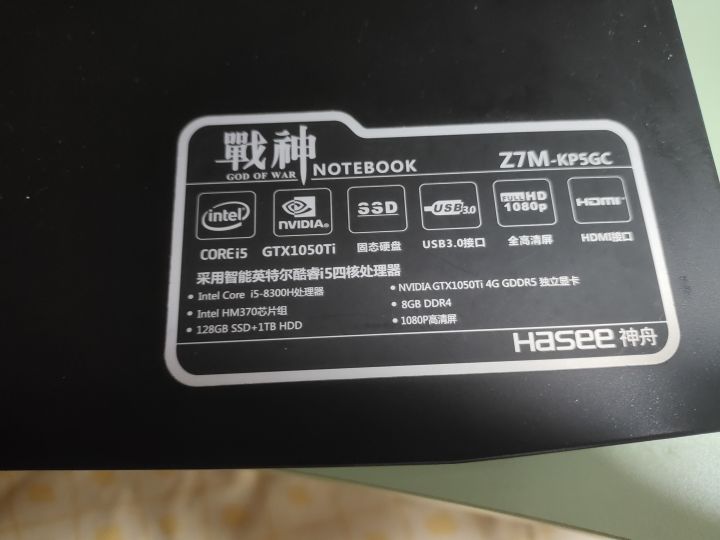 戰神 NOTEBOOK Z7M-KP5GC
GOD OF WAR
intel NVIDIA. SSD USB3.0 FULL HD 1080p HDMI
CORE i5 GTX1050Ti 固态硬盘 USB3.0接口 全高清屏 HDMI接口
采用智能英特尔酷睿i5四核处理器
• Intel Core i5-8300H处理器
• Intel HM370芯片组
• 128GB SSD+1TB HDD
• NVIDIA GTX1050Ti 4G GDDR5 独立显卡
• 8GB DDR4
• 1080P高清屏
Hasee 神舟